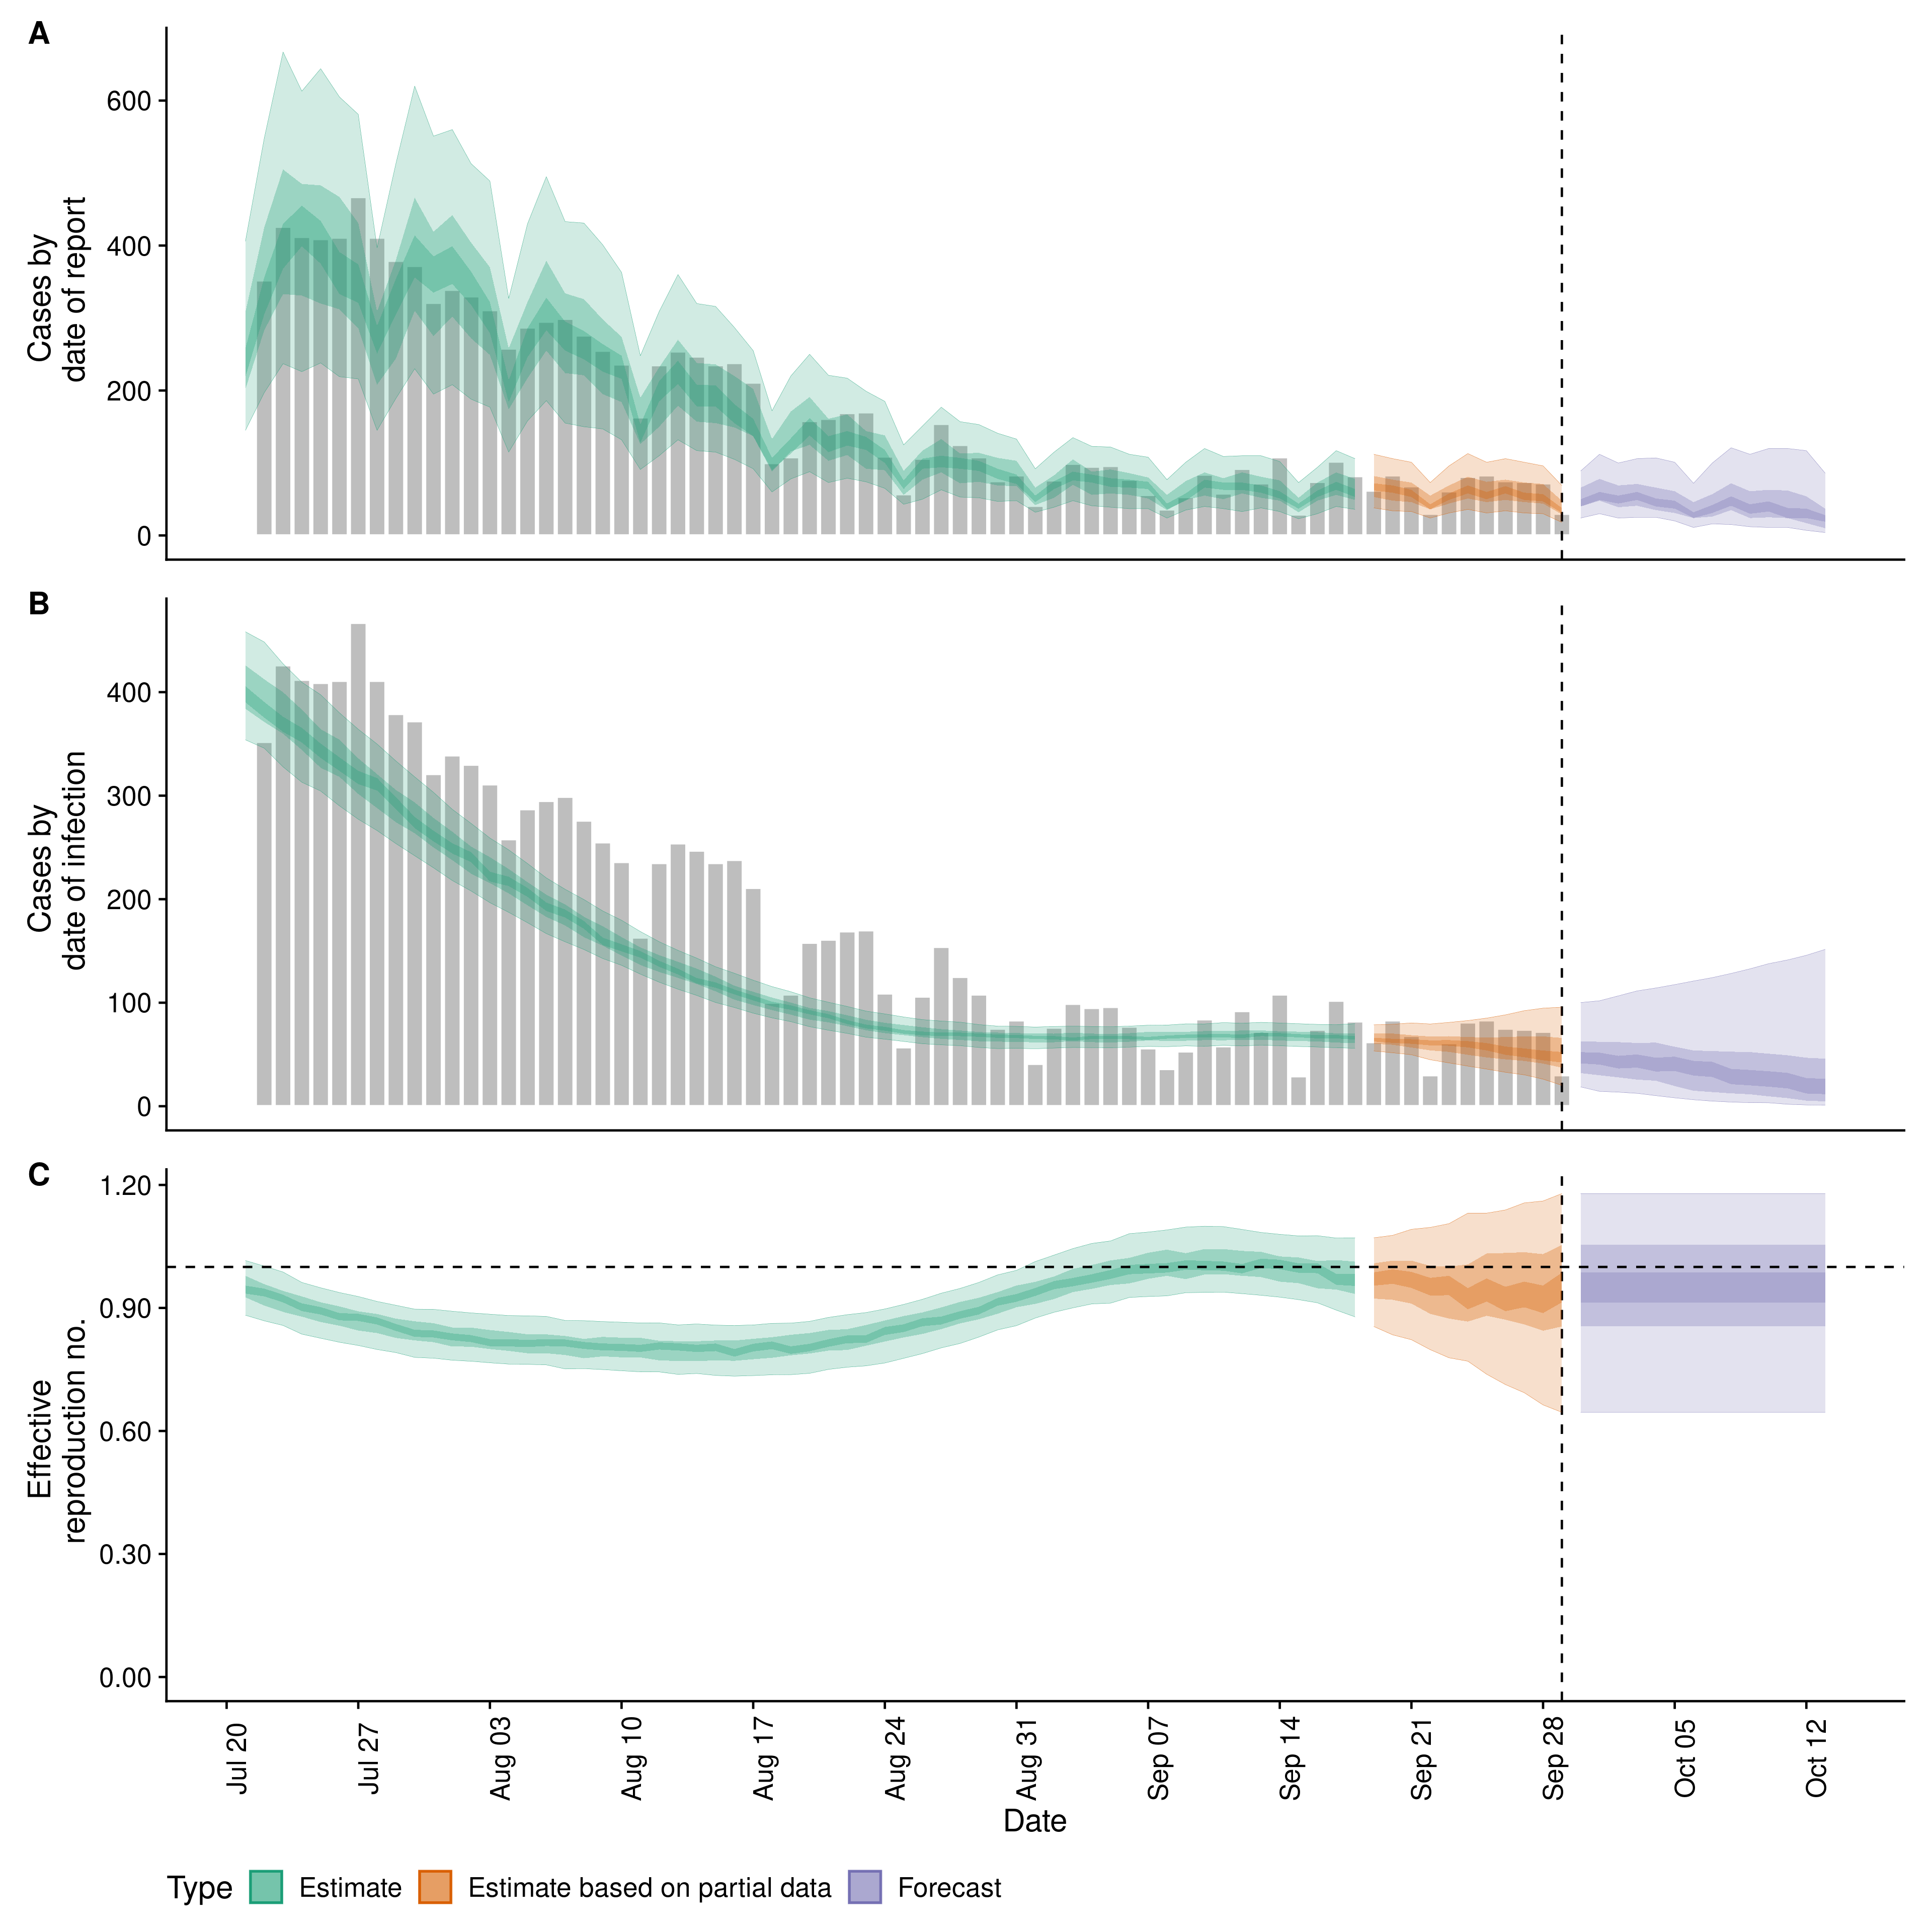 A
Cases by
date of report
600
400
200
0
B
Cases by
date of infection
400
300
200
100
0
C
Effective
reproduction no.
1.20
0.90
0.60
0.30
0.00
Jul 20
Jul 27
Aug 03
Aug 10
Aug 17
Aug 24
Aug 31
Sep 07
Sep 14
Sep 21
Sep 28
Oct 05
Oct 12
Date
Type Estimate Estimate based on partial data Forecast